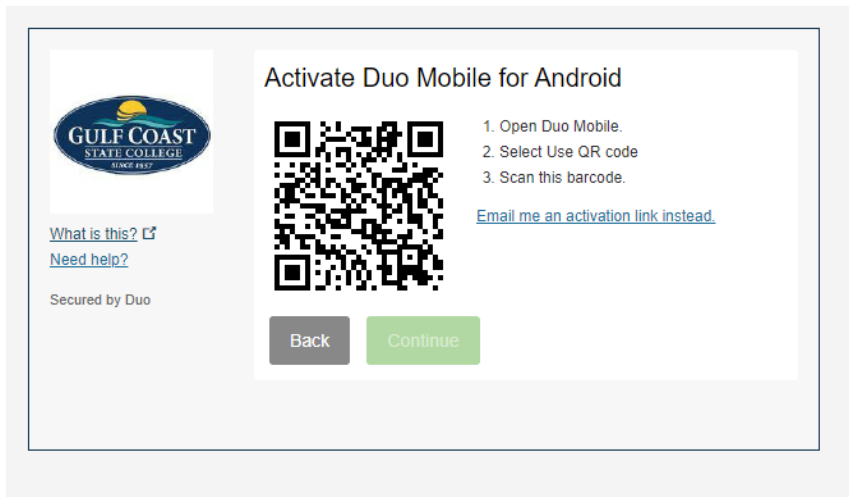 GULF COAST
STATE COLLEGE
SINCE 1957
What is this?
Need help?
Secured by Duo
Activate Duo Mobile for Android
1. Open Duo Mobile.
2. Select Use QR code
3. Scan this barcode.
Email me an activation link instead.
Back
Continue